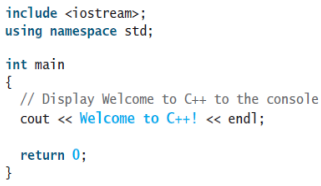 include <iostream>;
using namespace std;
int main
{
// Display Welcome to C++ to the console
cout << Welcome to C++! << endl;
return 0;
}